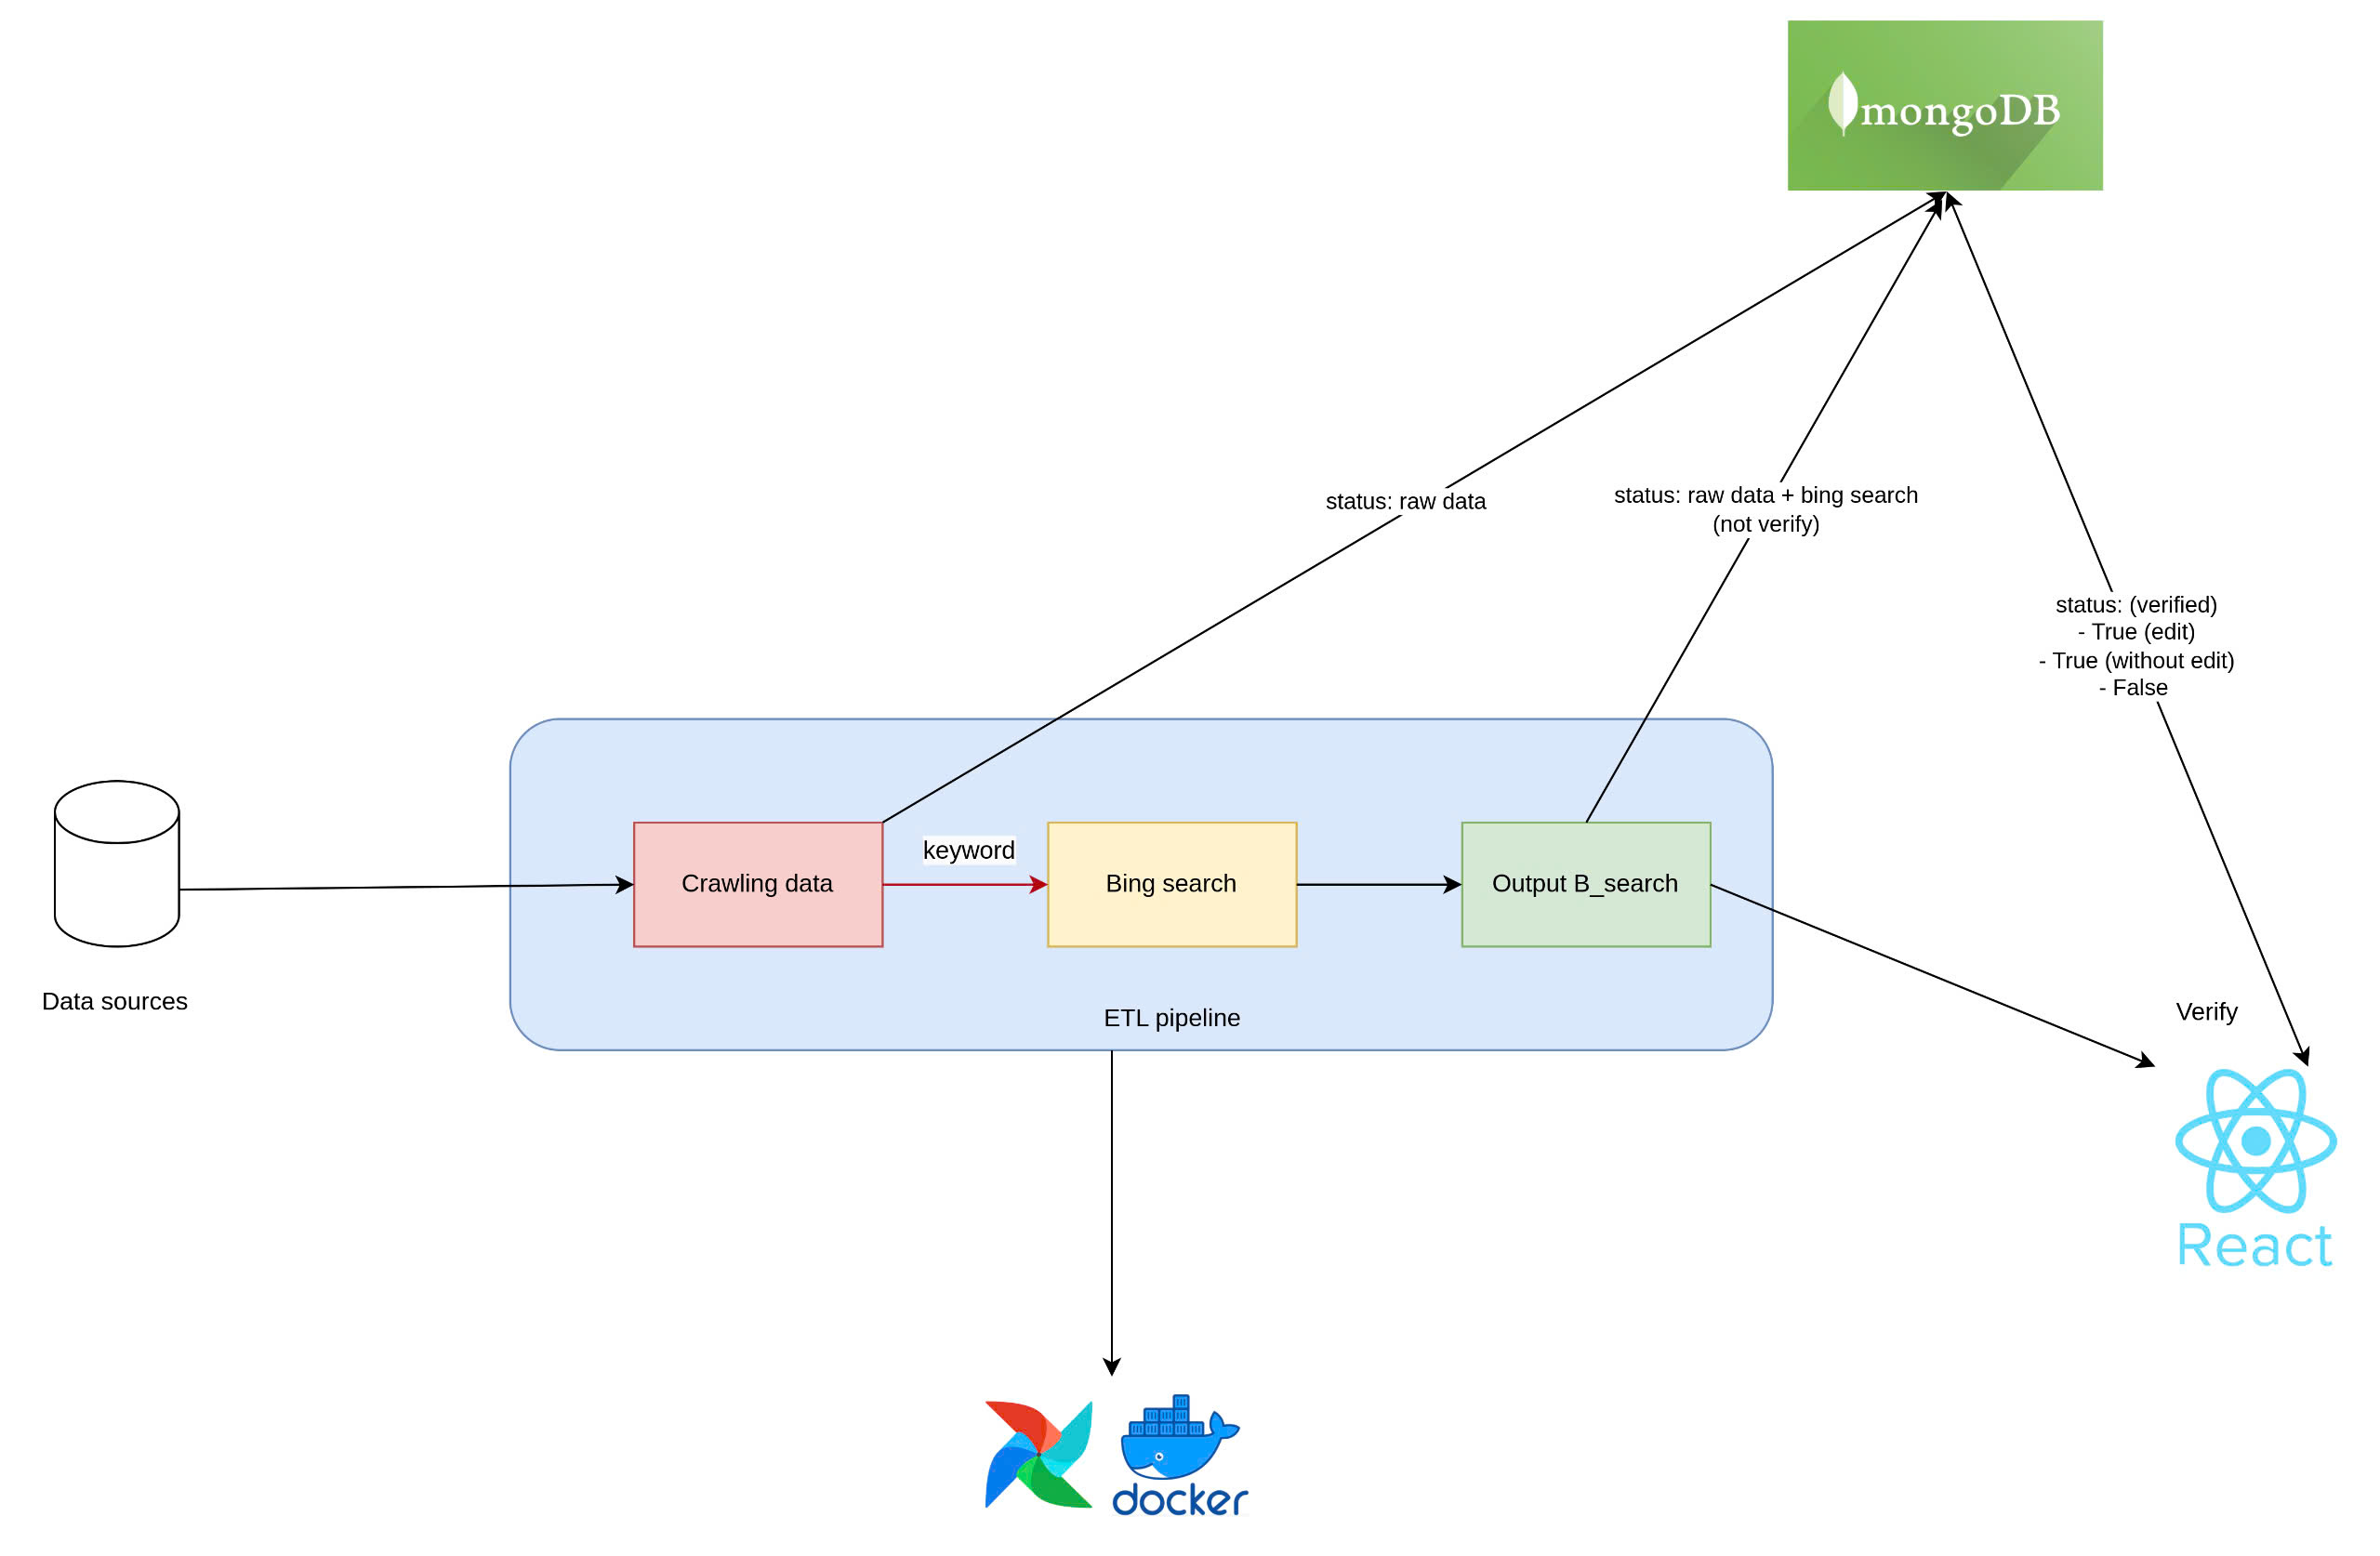 mongoDB
status: raw data
status: raw data + bing search
(not verify)
status: (verified)
- True (edit)
- True (without edit)
- False
keyword
Crawling data
Bing search
Output B_search
Data sources
ETL pipeline
Verify
React
docker